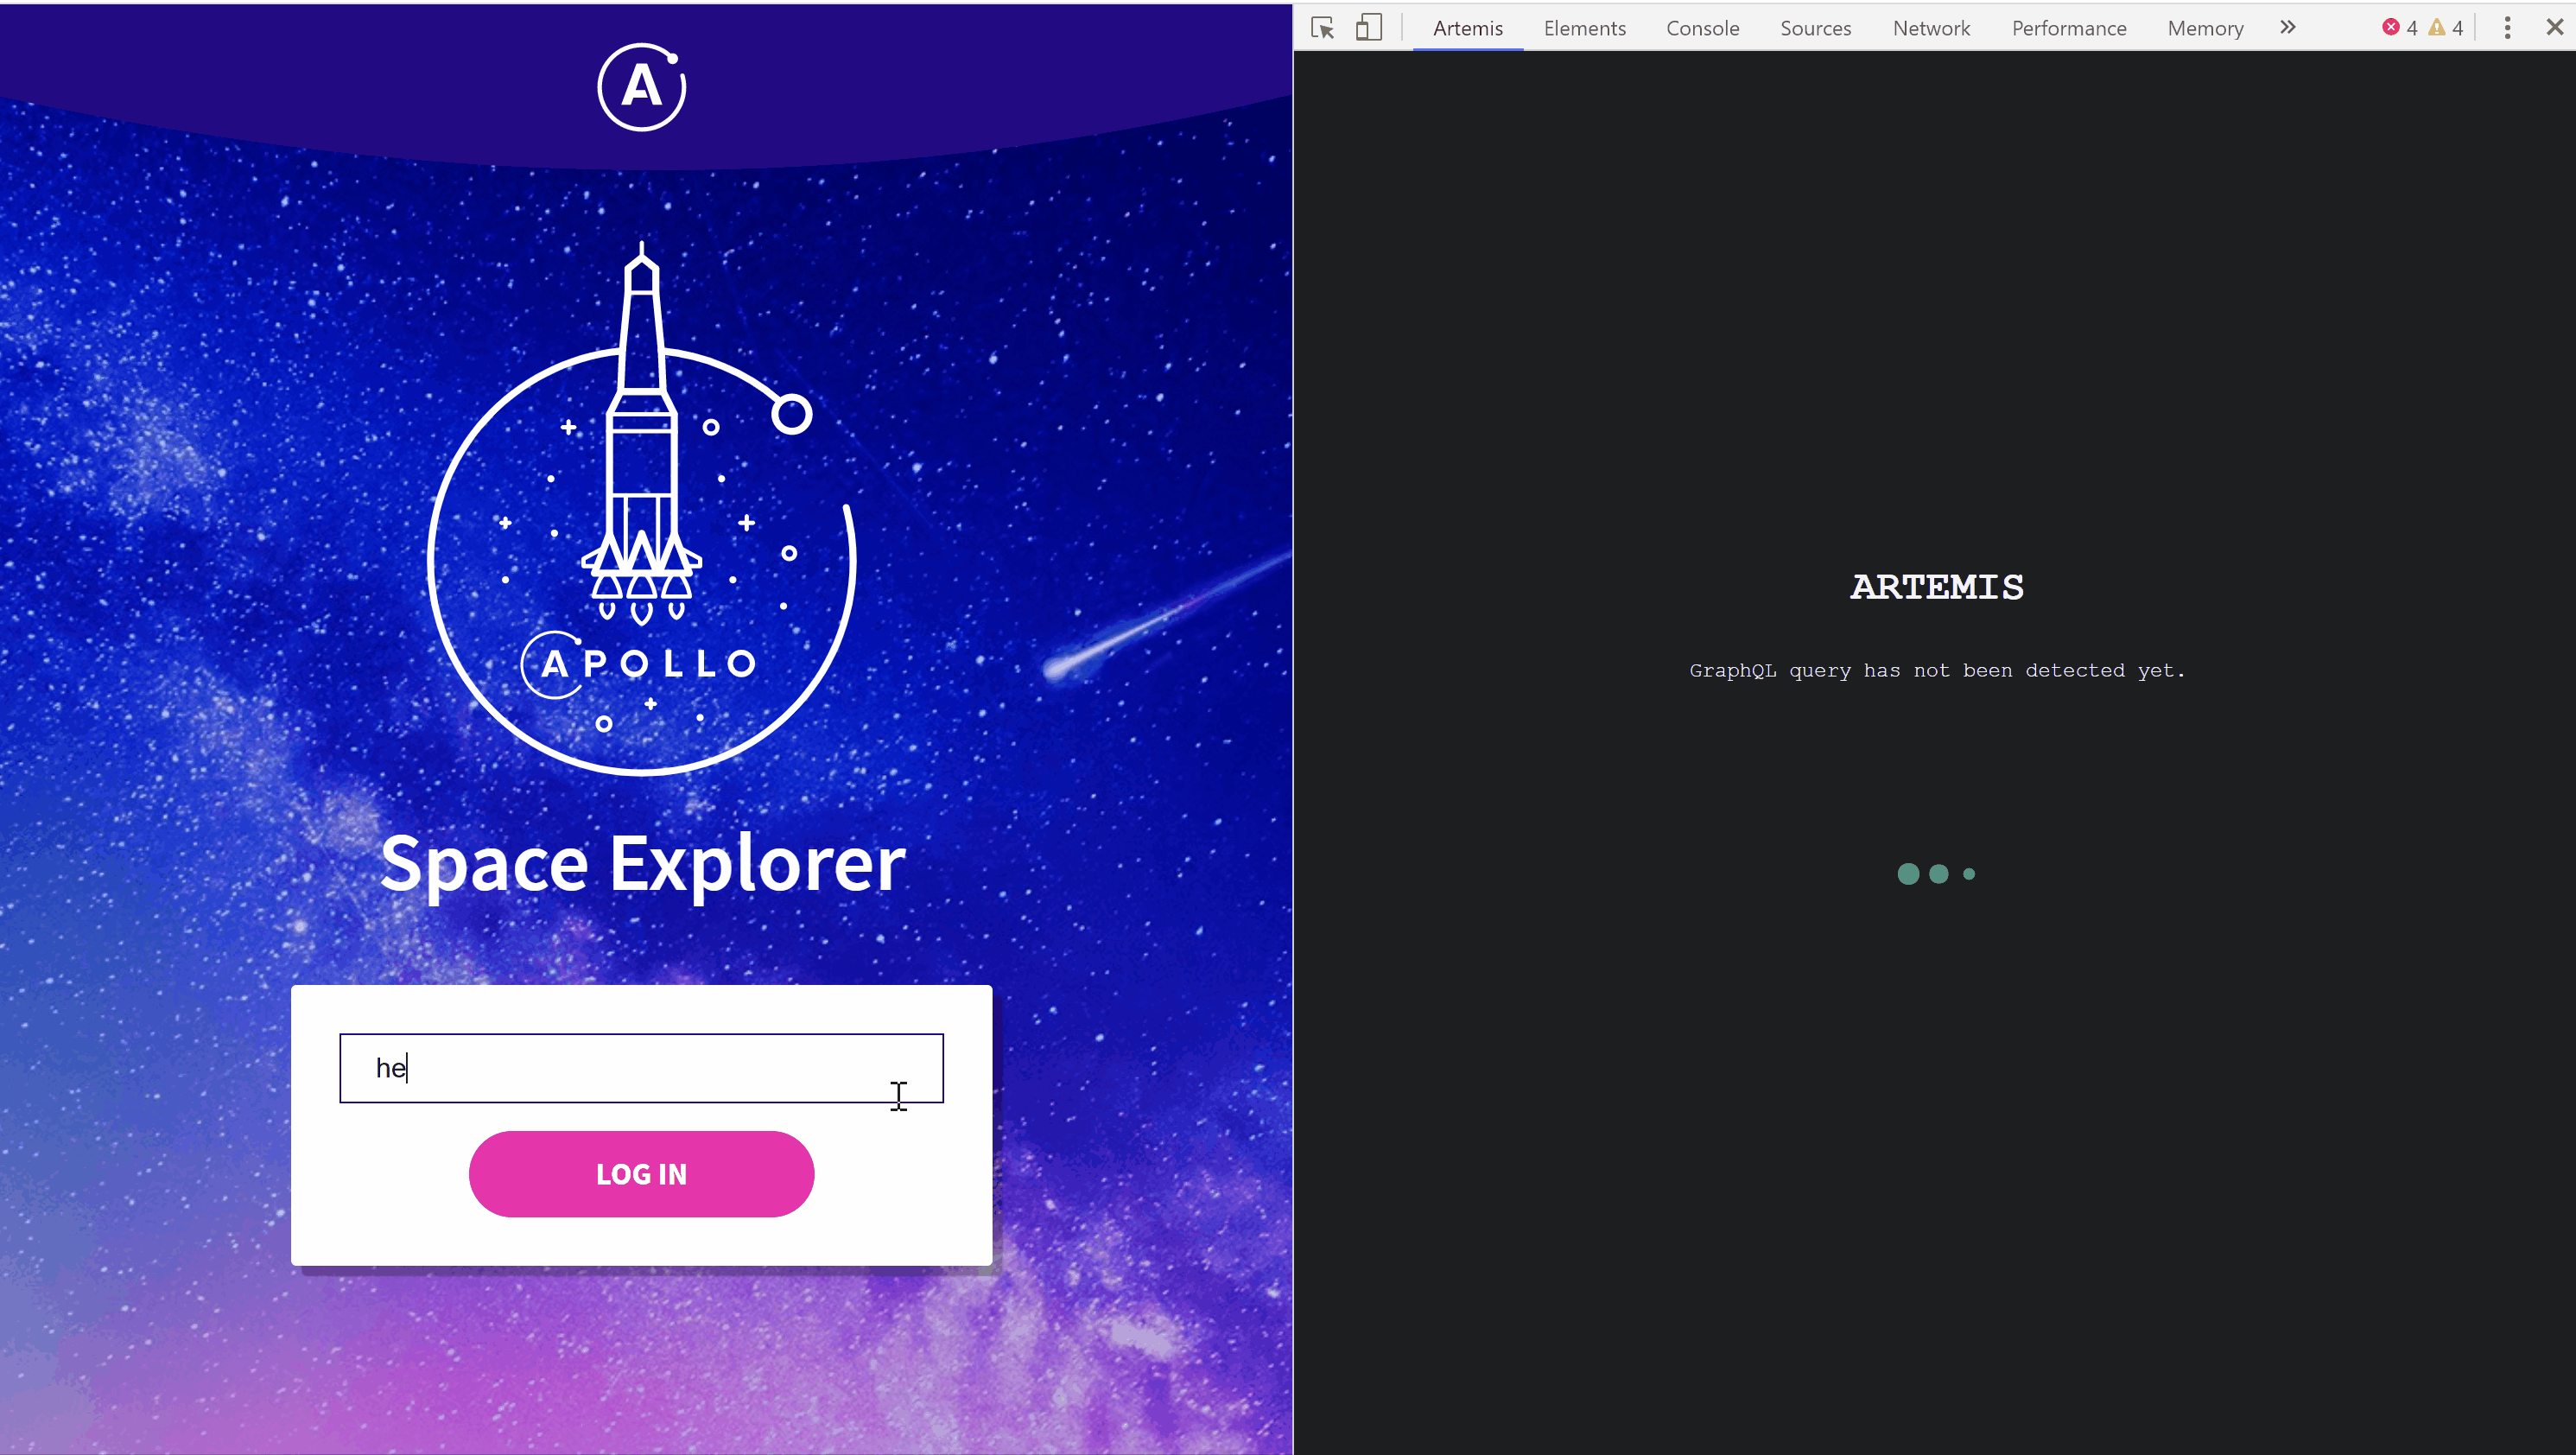 A
APOLLO
Space Explorer
he
LOG IN
Artemis Elements Console Sources Network Performance Memory » 4 4
ARTEMIS
GraphQL query has not been detected yet.